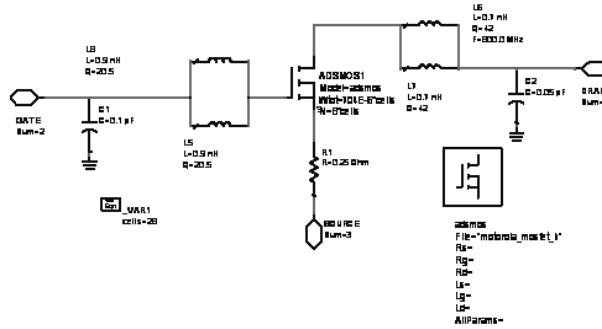 L8
L=0.9 nH
Q=20.5
GATE
Num=2
C1
C=0.1 pF
L5
L=0.9 nH
Q=20.5
ADSMOS1
Model=adsmos
R1
R=0.25 Ohm
SOURCE
Num=3
L6
L=0.7 nH
Q=42
F=800.0 MHz
L7
L=0.7 nH
Q=42
C2
C=0.05 pF
Eqn
_VAR1
cells=28
adsmos
File="motorola_mosfet_
Rs=
Rg=
Rd=
Ls=
Lg=
Ld=
AllParams=